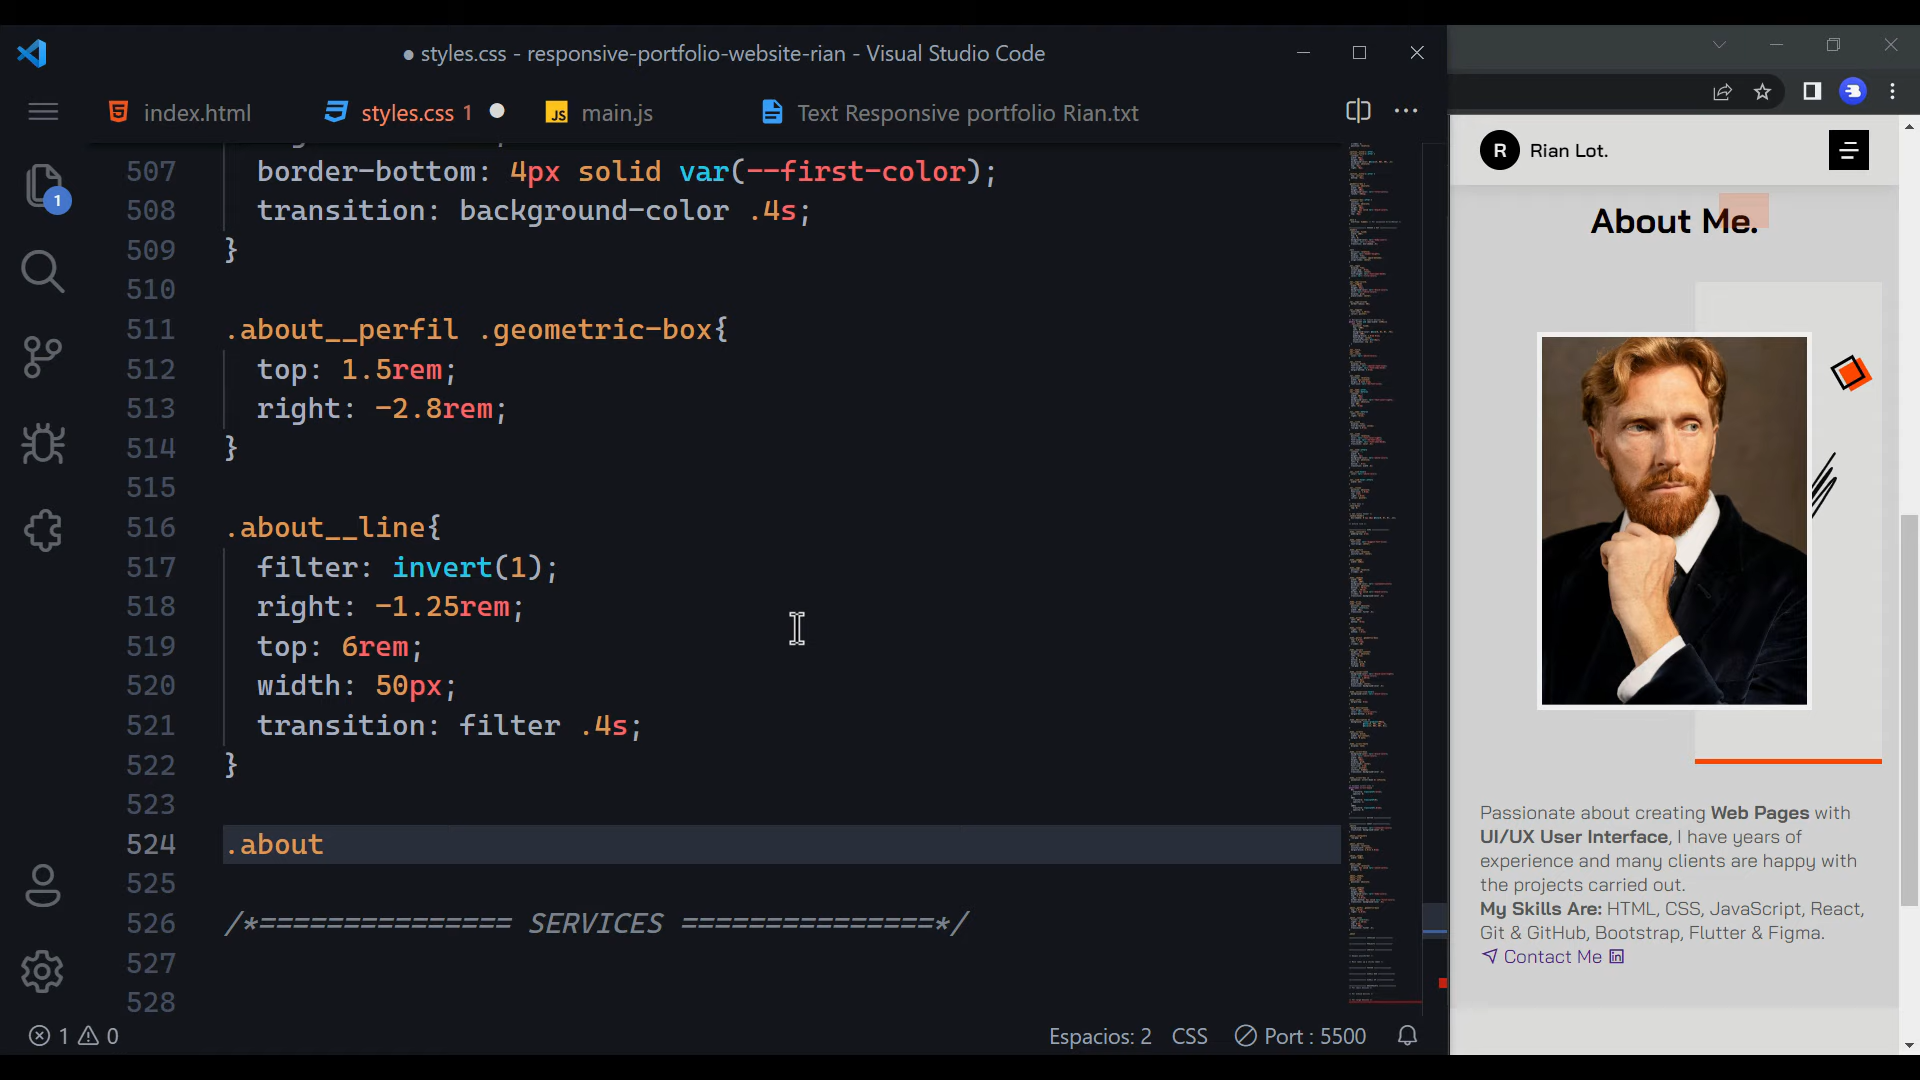 styles.css - responsive-portfolio-website-rian - Visual Studio Code
index.html
styles.css 1
main.js
Text Responsive portfolio Rian.txt
1
507 border-bottom: 4px solid var(--first-color);
508 transition: background-color .4s;
509 }
510
511 .about__perfil .geometric-box{
512 top: 1.5rem;
513 right: -2.8rem;
514 }
515
516 .about__line{
517 filter: invert(1);
518 right: -1.25rem;
519 top: 6rem;
520 width: 50px;
521 transition: filter .4s;
522 }
523
524 .about
525
526 /*=============== SERVICES ===============*/
527
528
1 0
Espacios: 2 CSS Port : 5500
R Rian Lot.
About Me.
Passionate about creating Web Pages with
UI/UX User Interface, I have years of
experience and many clients are happy with
the projects carried out.
My Skills Are: HTML, CSS, JavaScript, React,
Git & GitHub, Bootstrap, Flutter & Figma.
Contact Me